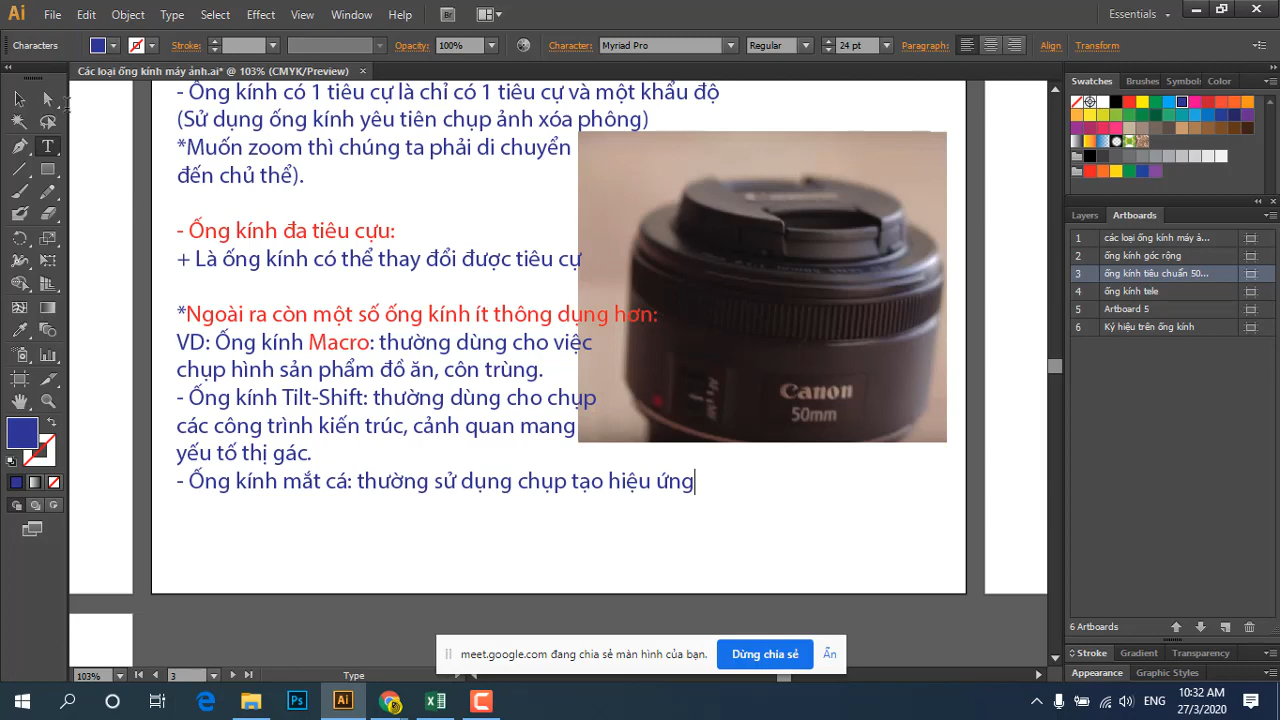 Ai File Edit Object Type Select Effect View Window Help Br Essentials
Characters Stroke: Opacity: 100% Character: Myriad Pro Regular 24 pt Paragraph: Align Transform
Các loại ống kính máy ảnh.ai* @ 103% (CMYK/Preview)
- Ống kính có 1 tiêu cự là chỉ có 1 tiêu cự và một khẩu độ
(Sử dụng ống kính yêu tiên chụp ảnh xóa phông)
*Muốn zoom thì chúng ta phải di chuyển
đến chủ thể).
- Ống kính đa tiêu cựu:
+ Là ống kính có thể thay đổi được tiêu cự
*Ngoài ra còn một số ống kính ít thông dụng hơn:
VD: Ống kính Macro: thường dùng cho việc
chụp hình sản phẩm đồ ăn, côn trùng.
- Ống kính Tilt-Shift: thường dùng cho chụp
các công trình kiến trúc, cảnh quan mang
yếu tố thị gác.
- Ống kính mắt cá: thường sử dụng chụp tạo hiệu ứng
Canon
50mm
Swatches Brushes Symbols Color
Layers Artboards
1 các loại ống kính máy ả...
2 ống kính góc rộng
3 ống kính tiêu chuẩn 50...
4 ống kính tele
5 Artboard 5
6 Ký hiệu trên ống kính
6 Artboards
Stroke Gradient Transparency
Appearance Graphic Styles
meet.google.com đang chia sẻ màn hình của bạn. Dừng chia sẻ Ẩn
103% 3 Type
Ps Ai
ENG 10:32 AM
27/3/2020